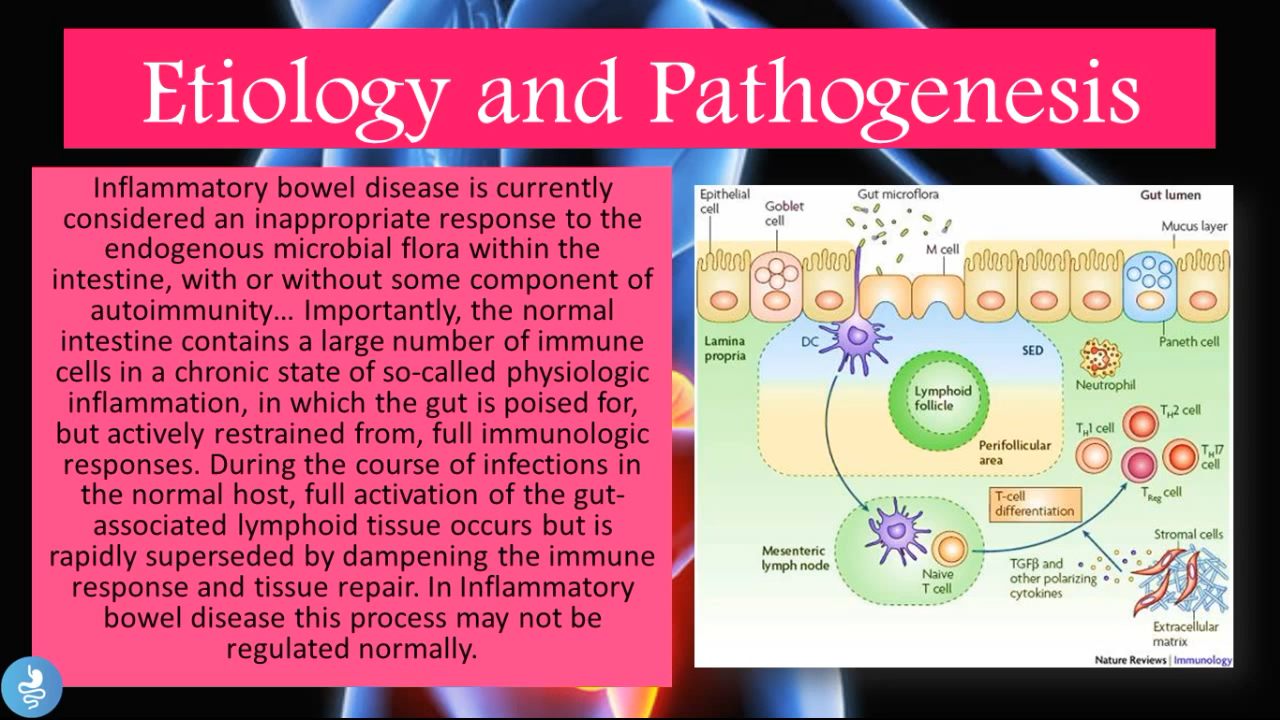 Etiology and Pathogenesis
Inflammatory bowel disease is currently
considered an inappropriate response to the
endogenous microbial flora within the
intestine, with or without some component of
autoimmunity... Importantly, the normal
intestine contains a large number of immune
cells in a chronic state of so-called physiologic
inflammation, in which the gut is poised for,
but actively restrained from, full immunologic
responses. During the course of infections in
the normal host, full activation of the gut-
associated lymphoid tissue occurs but is
rapidly superseded by dampening the immune
response and tissue repair. In Inflammatory
bowel disease this process may not be
regulated normally.
Epithelial
cell
Goblet
cell
Gut microflora
Gut lumen
Mucus layer
M cell
Lamina
propria
DC
SED
Paneth cell
Neutrophil
Lymphoid
follicle
Perifollicular
area
TH2 cell
TH1 cell
TH17
cell
TReg cell
T-cell
differentiation
Mesenteric
lymph node
Naive
T cell
TGFβ and
other polarizing
cytokines
Stromal cells
Extracellular
matrix
Nature Reviews | Immunology